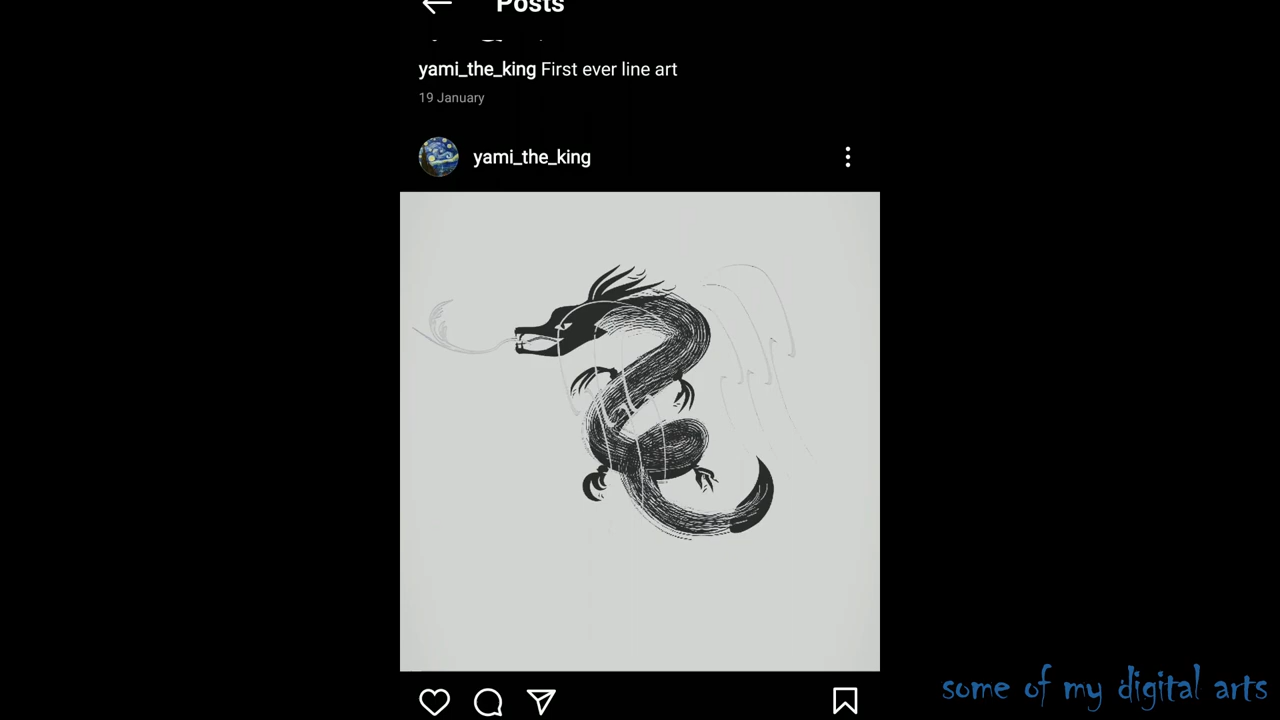 Posts
yami_the_king First ever line art
19 January
yami_the_king
some of my digital arts